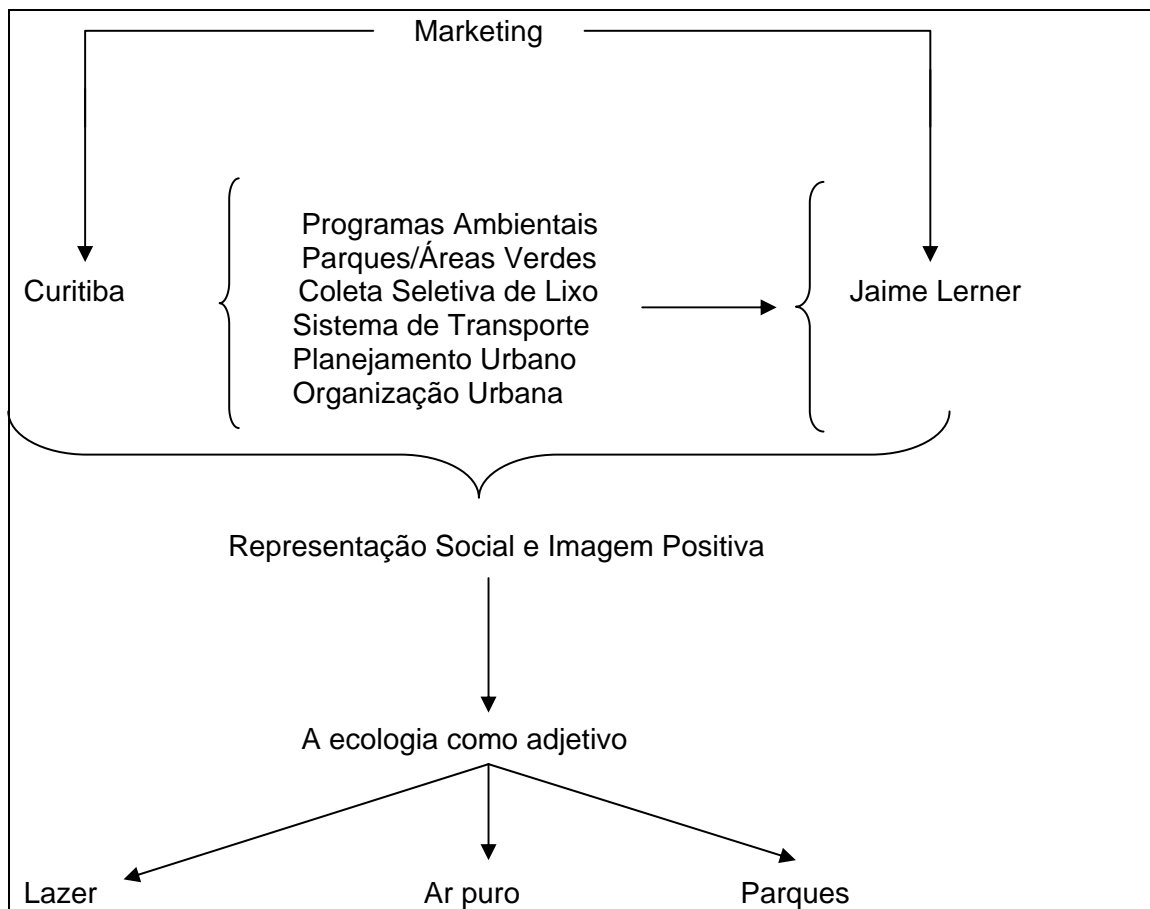 Marketing
Programas Ambientais
Parques/Áreas Verdes
Curitiba Coleta Seletiva de Lixo Jaime Lerner
Sistema de Transporte
Planejamento Urbano
Organização Urbana
Representação Social e Imagem Positiva
A ecologia como adjetivo
Lazer Ar puro Parques